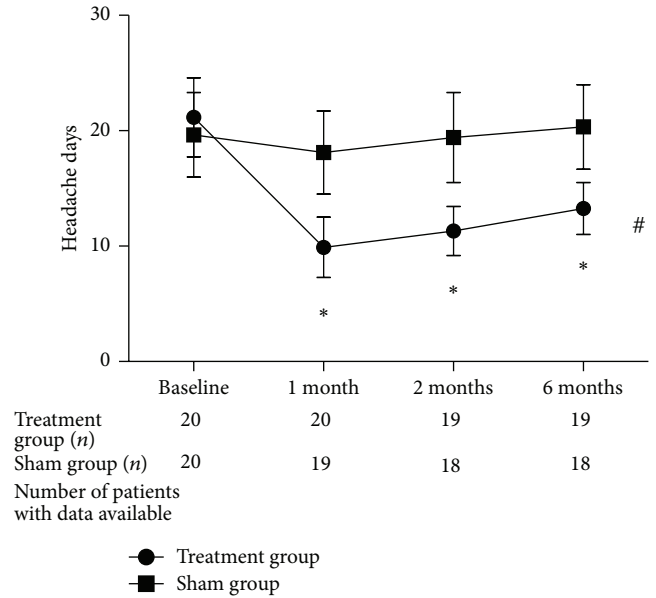 30
20
10
0
Headache days
*
*
*
#
Baseline 1 month 2 months 6 months
Treatment
group (n) 20 20 19 19
Sham group (n) 20 19 18 18
Number of patients
with data available
Treatment group
Sham group